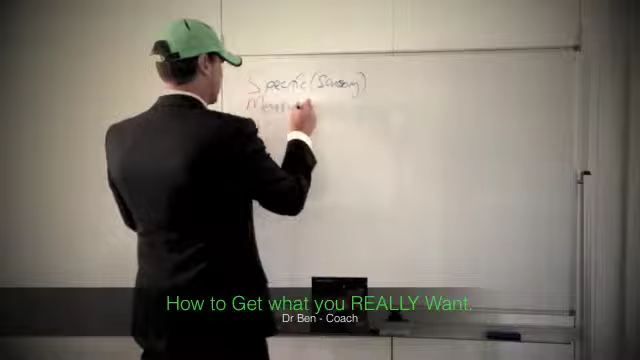 Specific (Sensory)
How to Get what you REALLY Want.
Dr Ben - Coach